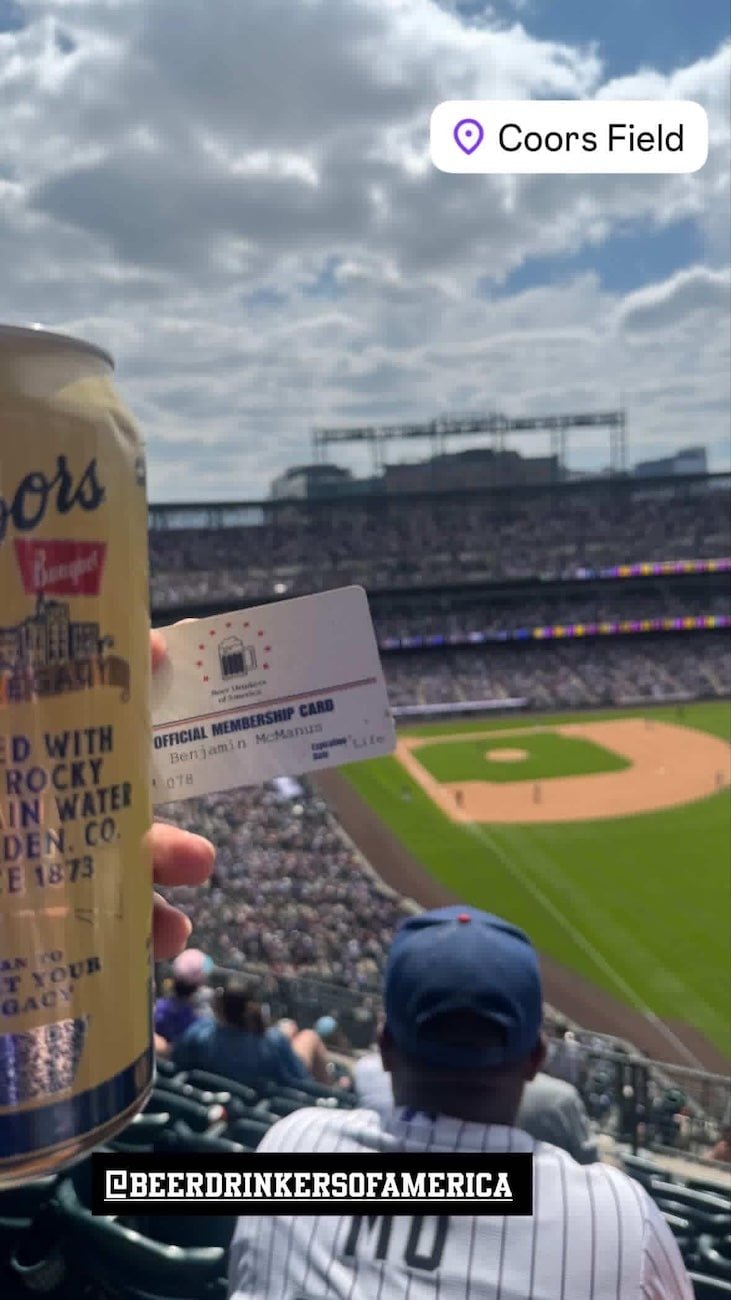 Coors Field
oors
Banquet
LEGACY
ED WITH
ROCKY
AIN WATER
DEN. CO.
CE 1873
AN TO
T YOUR
GACY
Beer Drinkers
of America
OFFICIAL MEMBERSHIP CARD
Benjamin McManus
Expiration Date
Life
078
@BEERDRINKERSOFAMERICA
MO